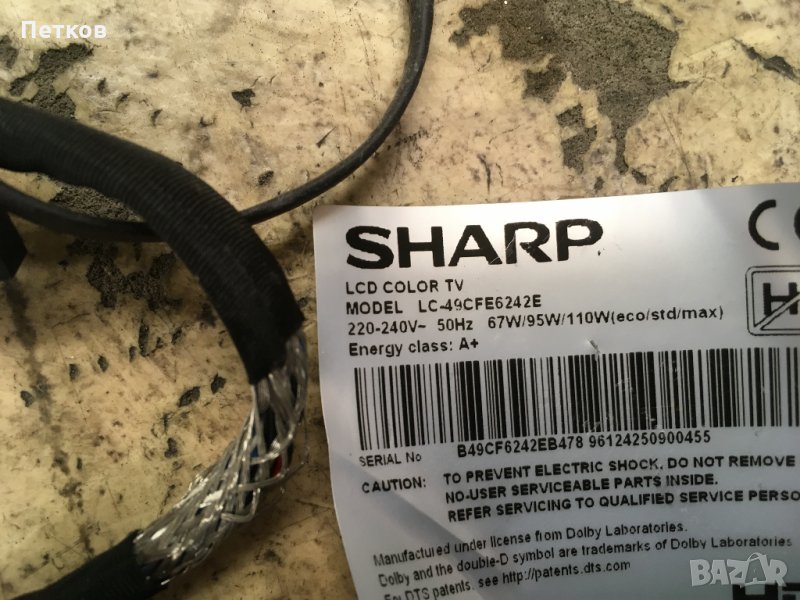 Петков
SHARP
LCD COLOR TV
MODEL LC-49CFE6242E
220-240V~ 50Hz 67W/95W/110W(eco/std/max)
Energy class: A+
SERIAL No B49CF6242EB478 96124250900455
CAUTION: TO PREVENT ELECTRIC SHOCK, DO NOT REMOVE
NO-USER SERVICEABLE PARTS INSIDE.
REFER SERVICING TO QUALIFIED SERVICE PERSO
Manufactured under license from Dolby Laboratories.
Dolby and the double-D symbol are trademarks of Dolby Laboratories
For DTS patents, see http://patents.dts.com
BAZAR